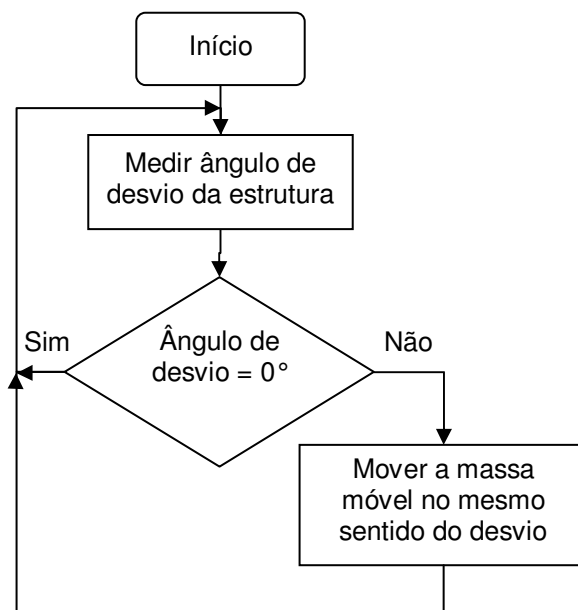 Início
Medir ângulo de
desvio da estrutura
Sim
Ângulo de
desvio = 0°
Não
Mover a massa
móvel no mesmo
sentido do desvio